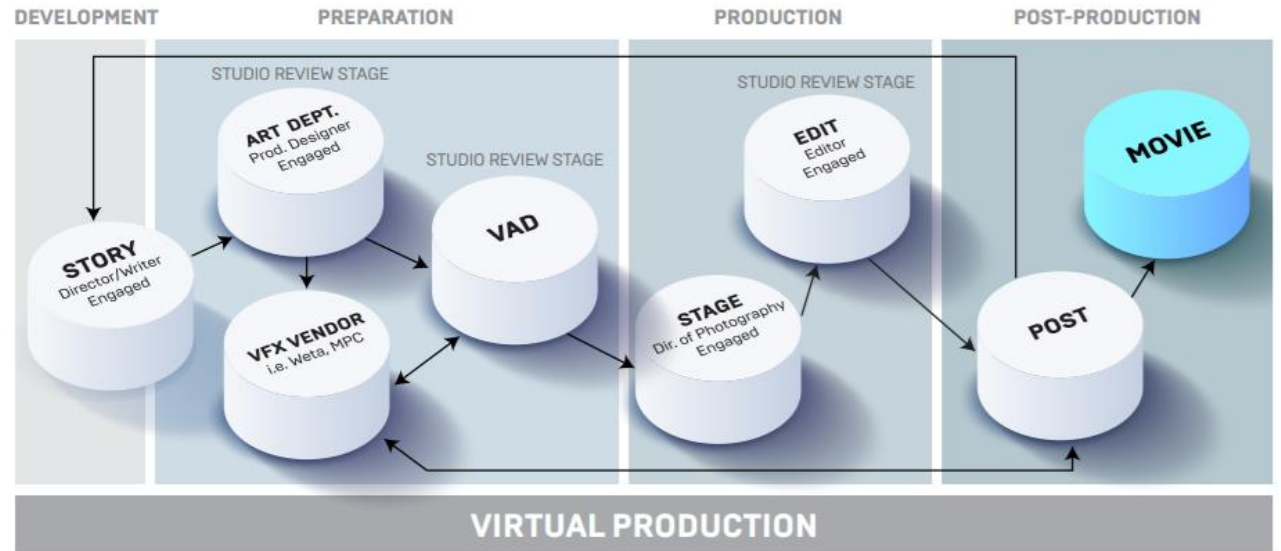 DEVELOPMENT
PREPARATION
PRODUCTION
POST-PRODUCTION
STUDIO REVIEW STAGE
ART DEPT.
Prod. Designer
Engaged
STUDIO REVIEW STAGE
VAD
STORY
Director/Writer
Engaged
VFX VENDOR
i.e. Weta, MPC
STUDIO REVIEW STAGE
EDIT
Editor
Engaged
STAGE
Dir. of Photography
Engaged
MOVIE
POST
VIRTUAL PRODUCTION